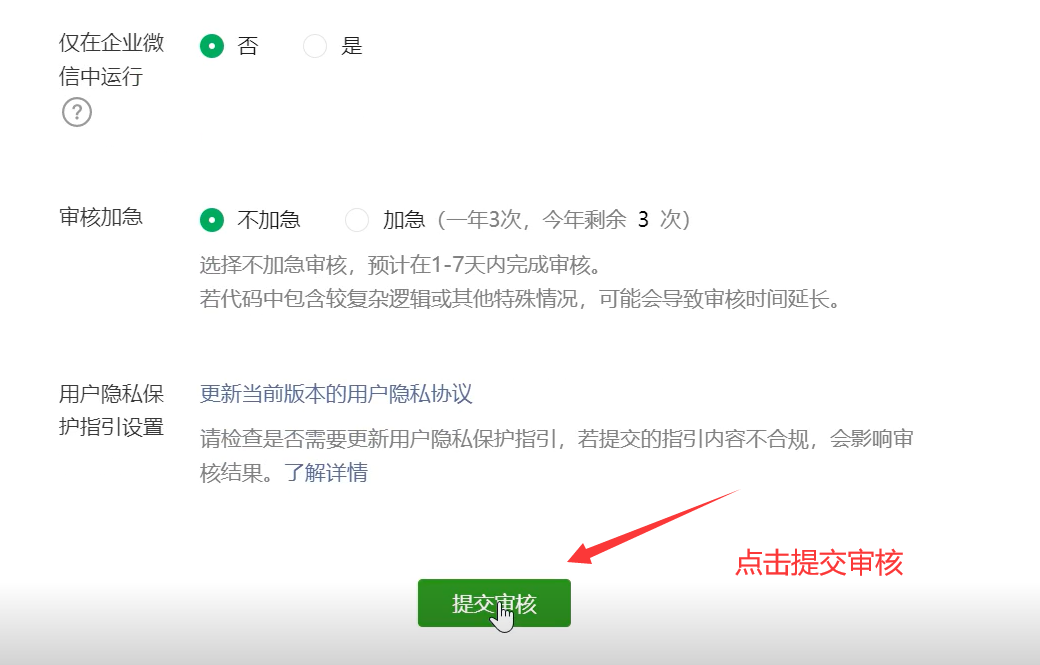 仅在企业微
信中运行
?
否 是
审核加急
不加急 加急（一年3次，今年剩余 3 次）
选择不加急审核，预计在1-7天内完成审核。
若代码中包含较复杂逻辑或其他特殊情况，可能会导致审核时间延长。
用户隐私保
护指引设置
更新当前版本的用户隐私协议
请检查是否需要更新用户隐私保护指引，若提交的指引内容不合规，会影响审
核结果。了解详情
点击提交审核
提交审核